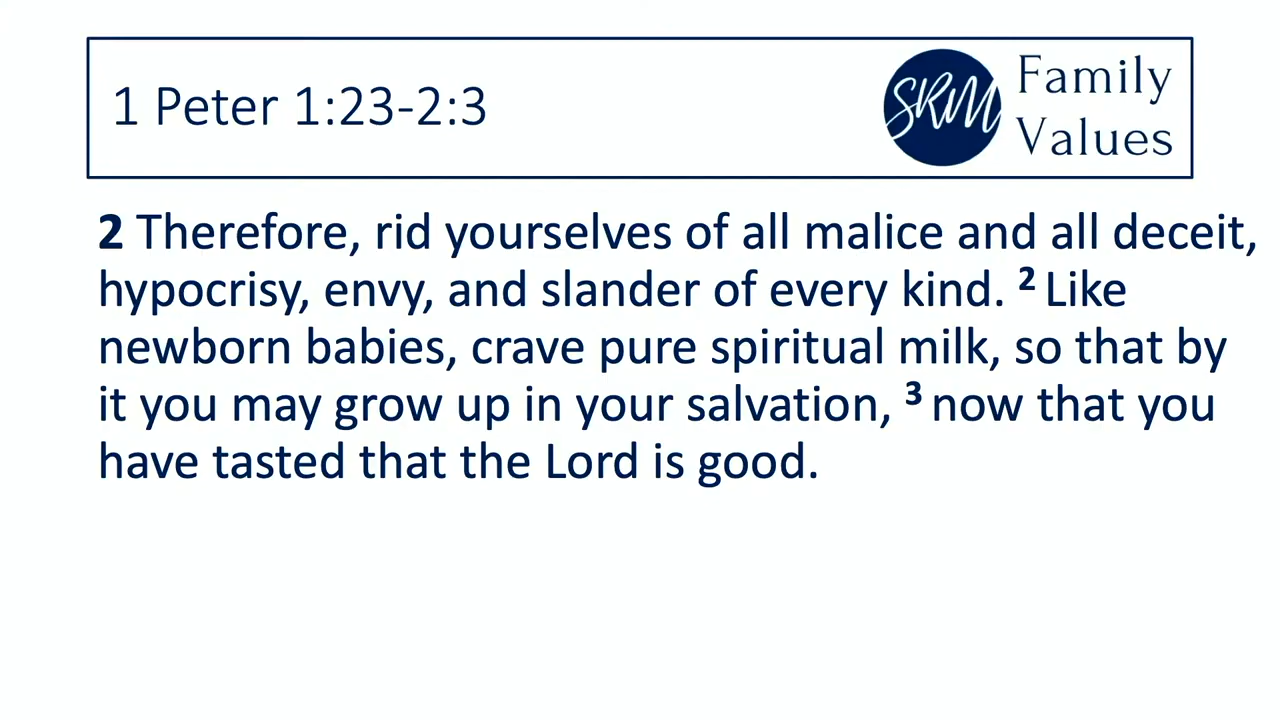 1 Peter 1:23-2:3
SRM
Family
Values
2 Therefore, rid yourselves of all malice and all deceit,
hypocrisy, envy, and slander of every kind. 2 Like
newborn babies, crave pure spiritual milk, so that by
it you may grow up in your salvation, 3 now that you
have tasted that the Lord is good.